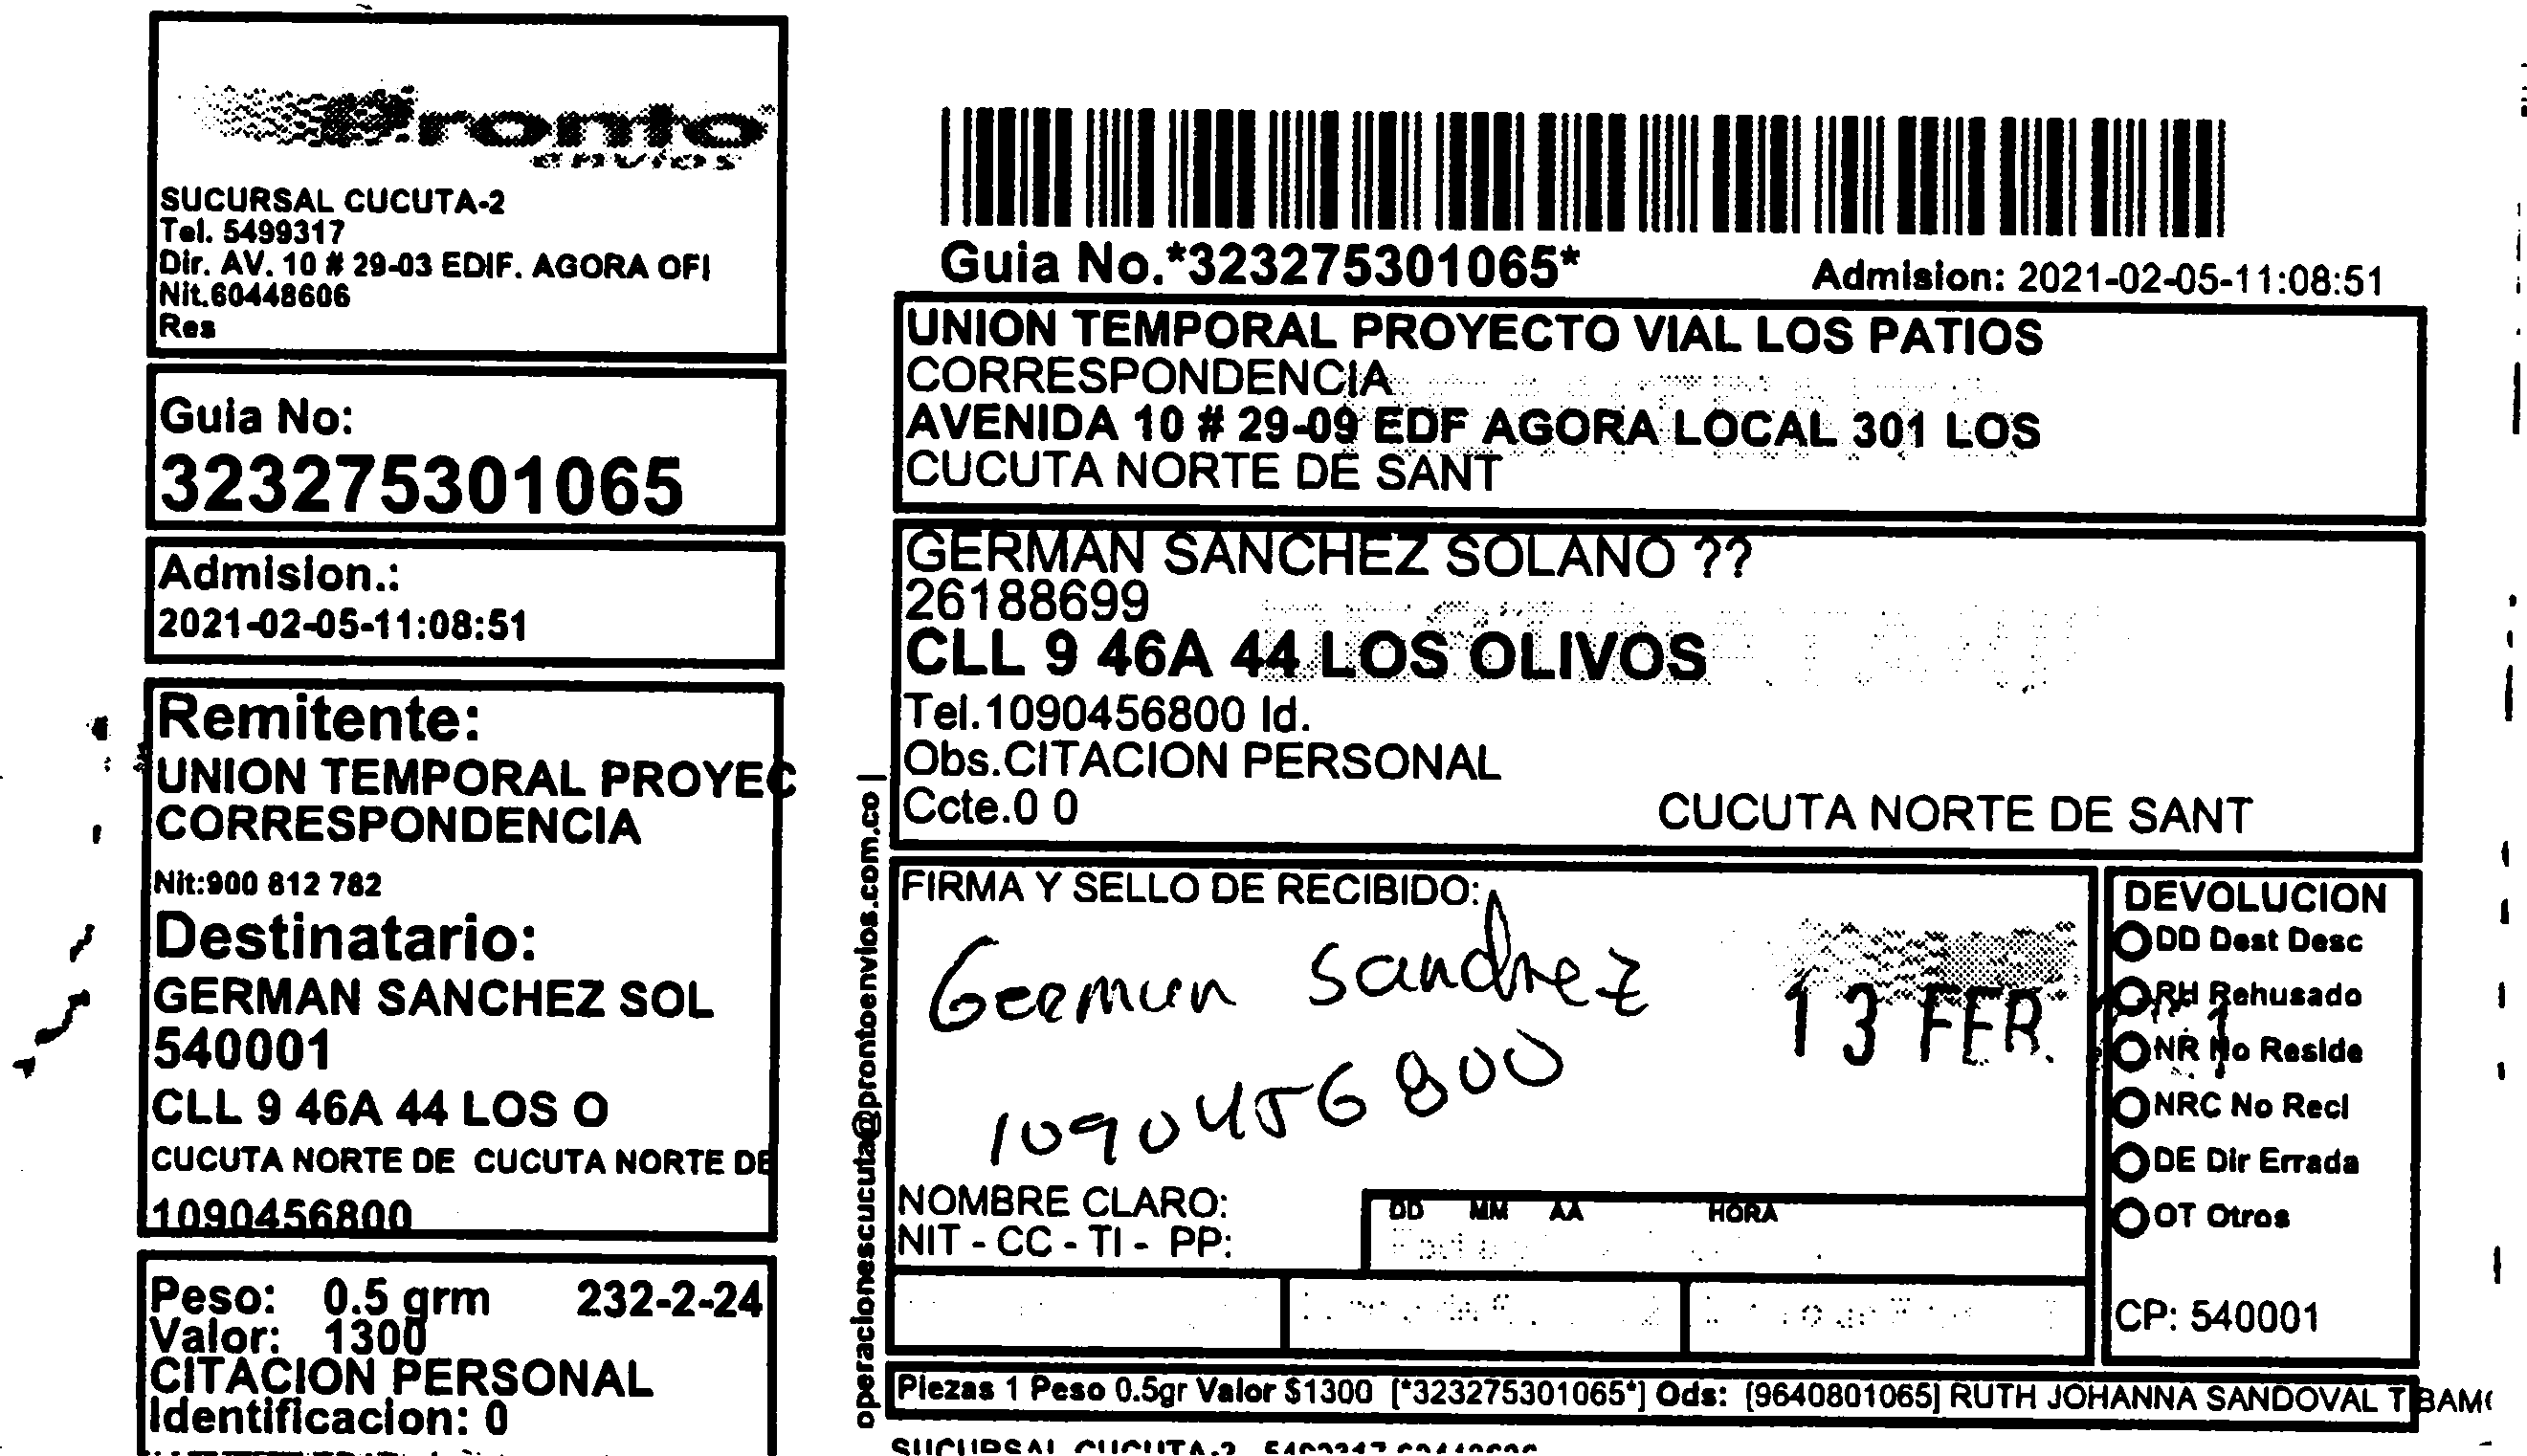 Pronto
envios
SUCURSAL CUCUTA-2
Tel. 5499317
Dir. AV. 10 # 29-03 EDIF. AGORA OFI
Nit.60448606
Res
Guia No:
323275301065
Admision.:
2021-02-05-11:08:51
Remitente:
UNION TEMPORAL PROYEC
CORRESPONDENCIA
Nit:900 812 782
Destinatario:
GERMAN SANCHEZ SOL
540001
CLL 9 46A 44 LOS O
CUCUTA NORTE DE CUCUTA NORTE DE
1090456800
Peso: 0.5 grm 232-2-24
Valor: 1300
CITACION PERSONAL
Identificacion: 0
Guia No.*323275301065*
Admision: 2021-02-05-11:08:51
UNION TEMPORAL PROYECTO VIAL LOS PATIOS
CORRESPONDENCIA
AVENIDA 10 # 29-09 EDF AGORA LOCAL 301 LOS
CUCUTA NORTE DE SANT
GERMAN SANCHEZ SOLANO ??
26188699
CLL 9 46A 44 LOS OLIVOS
Tel.1090456800 Id.
Obs.CITACION PERSONAL
Ccte.0 0
CUCUTA NORTE DE SANT
operacionescucuta@prontoenvios.com.co |
FIRMA Y SELLO DE RECIBIDO:
German Sanchez
1090456800
13 FEB.
NOMBRE CLARO:
NIT - CC - TI - PP:
DD MM AA HORA
DEVOLUCION
DD Dest Desc
RH Rehusado
NR No Reside
NRC No Recl
DE Dir Errada
OT Otros
CP: 540001
Piezas 1 Peso 0.5gr Valor $1300 [*323275301065*] Ods: [9640801065] RUTH JOHANNA SANDOVAL TIBAM
SUCURSAL CUCUTA-2 5499317 60448606